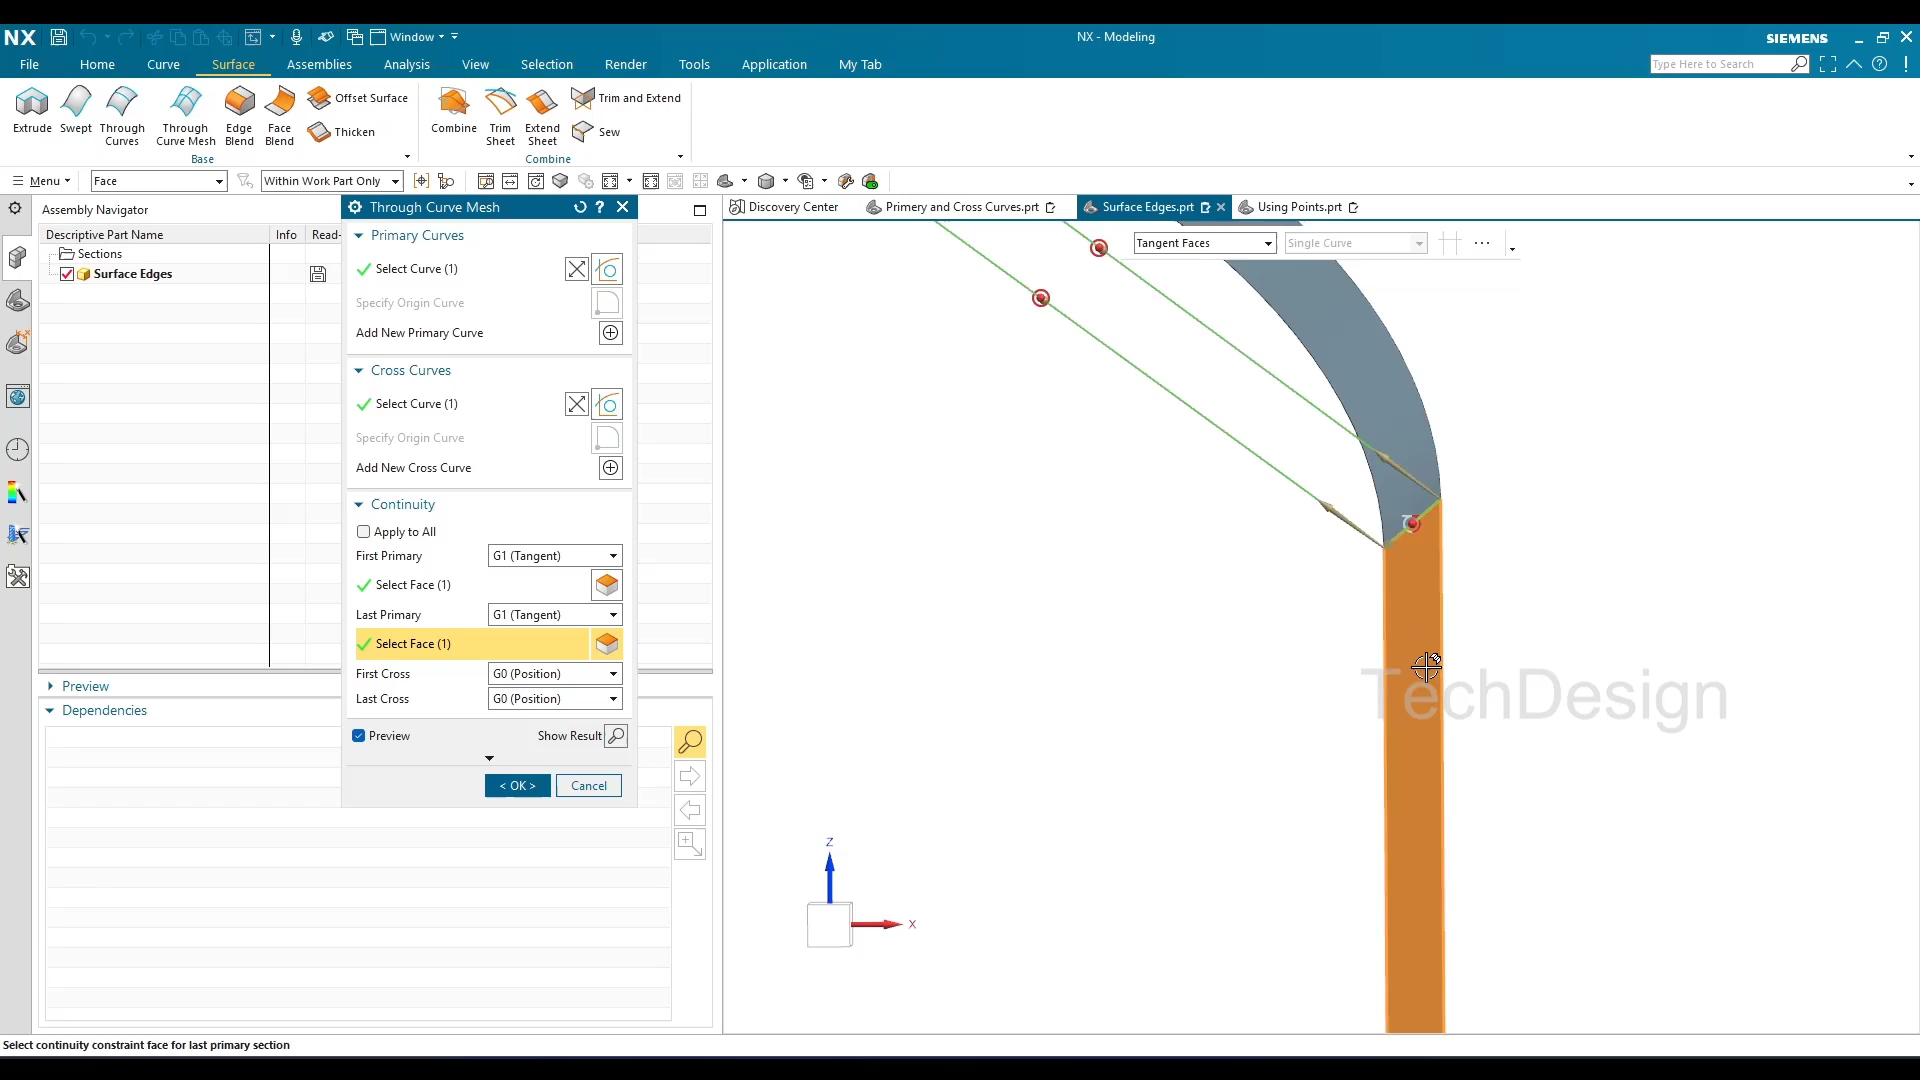 NX
Window
NX - Modeling
SIEMENS
File
Home
Curve
Surface
Assemblies
Analysis
View
Selection
Render
Tools
Application
My Tab
Type Here to Search
Extrude
Swept
Through Curves
Through Curve Mesh
Edge Blend
Face Blend
Offset Surface
Thicken
Base
Combine
Trim Sheet
Extend Sheet
Trim and Extend
Sew
Combine
Menu
Face
Within Work Part Only
Assembly Navigator
Descriptive Part Name
Info
Read-
Sections
Surface Edges
Preview
Dependencies
Through Curve Mesh
Primary Curves
Select Curve (1)
Specify Origin Curve
Add New Primary Curve
Cross Curves
Select Curve (1)
Specify Origin Curve
Add New Cross Curve
Continuity
Apply to All
First Primary
G1 (Tangent)
Select Face (1)
Last Primary
G1 (Tangent)
Select Face (1)
First Cross
G0 (Position)
Last Cross
G0 (Position)
Preview
Show Result
< OK >
Cancel
Discovery Center
Primery and Cross Curves.prt
Surface Edges.prt
Using Points.prt
Tangent Faces
Single Curve
TechDesign
Z
X
Select continuity constraint face for last primary section